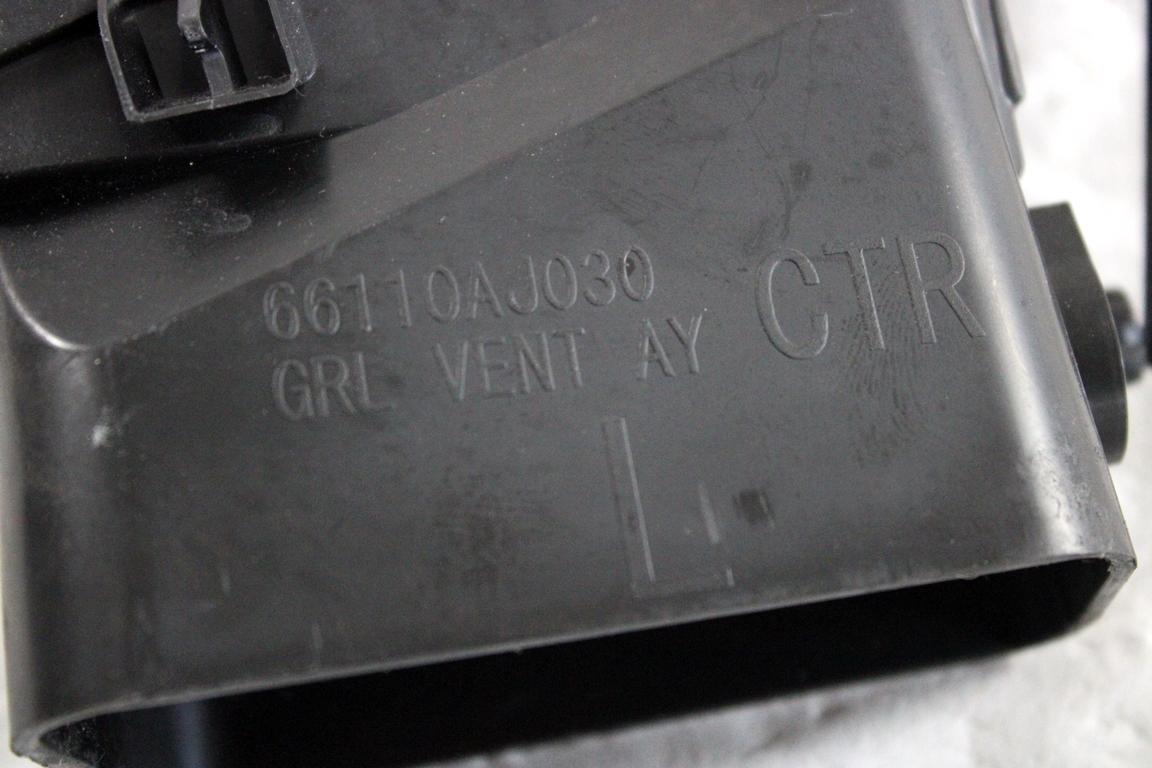 66110AJ030 CTR
GRL VENT AY
L